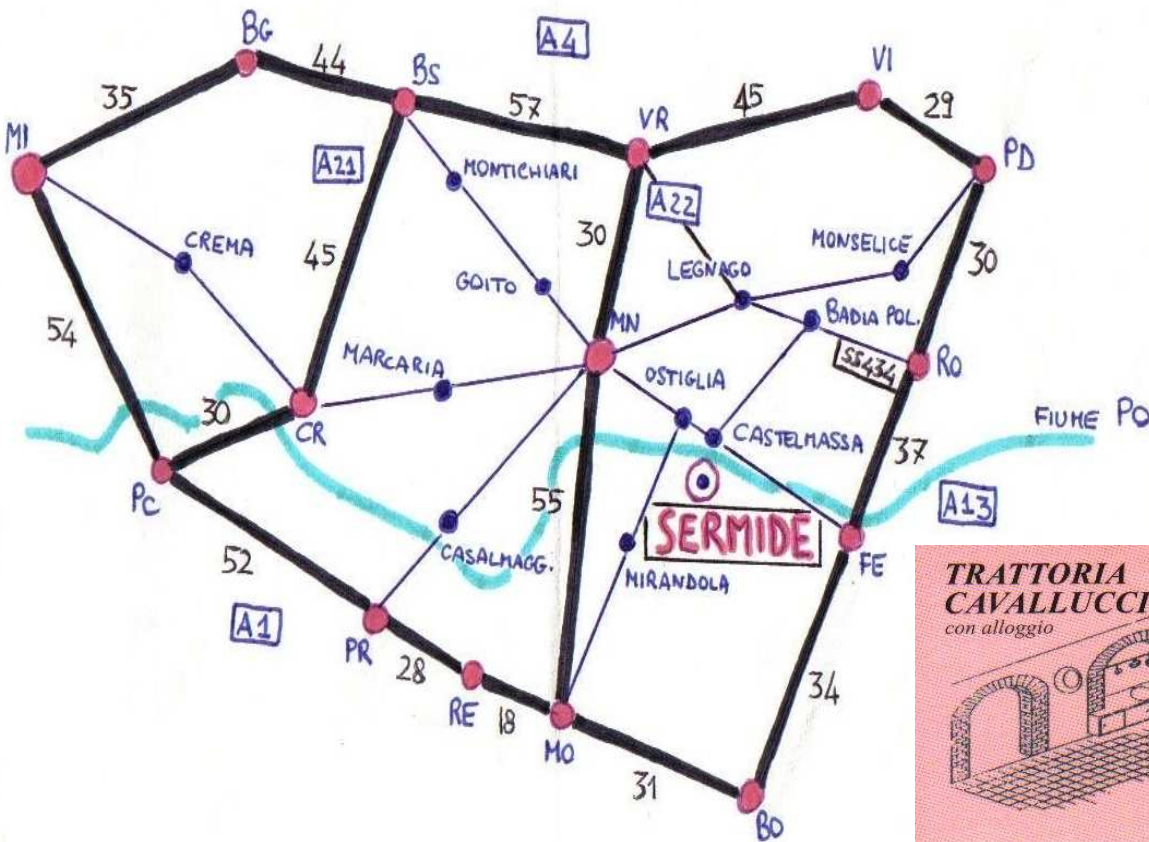 A4
BG
44
BS
VI
35
57
45
29
MI
VR
PD
A21
MONTICHIARI
A22
CREMA
45
30
MONSELICE
30
LEGNAGO
GOITO
BADIA POL.
MN
54
MARCARIA
SS434
RO
OSTIGLIA
30
CR
CASTELMASSA
FIUME PO
37
PC
55
A13
SERMIDE
CASALMAGG.
MIRANDOLA
FE
52
A1
PR
28
RE
18
MO
34
31
BO
TRATTORIA
CAVALLUCCI
con alloggio